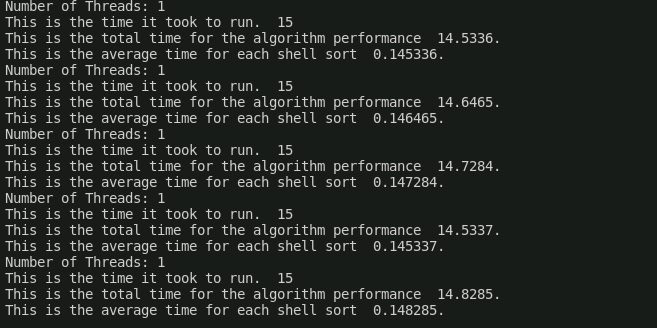 Number of Threads: 1
This is the time it took to run.  15
This is the total time for the algorithm performance  14.5336.
This is the average time for each shell sort  0.145336.
Number of Threads: 1
This is the time it took to run.  15
This is the total time for the algorithm performance  14.6465.
This is the average time for each shell sort  0.146465.
Number of Threads: 1
This is the time it took to run.  15
This is the total time for the algorithm performance  14.7284.
This is the average time for each shell sort  0.147284.
Number of Threads: 1
This is the time it took to run.  15
This is the total time for the algorithm performance  14.5337.
This is the average time for each shell sort  0.145337.
Number of Threads: 1
This is the time it took to run.  15
This is the total time for the algorithm performance  14.8285.
This is the average time for each shell sort  0.148285.